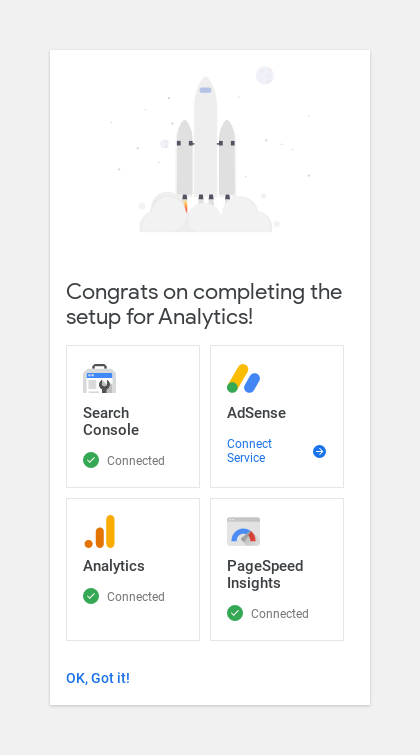 Congrats on completing the
setup for Analytics!
Search
Console
Connected
AdSense
Connect
Service
Analytics
Connected
PageSpeed
Insights
Connected
OK, Got it!